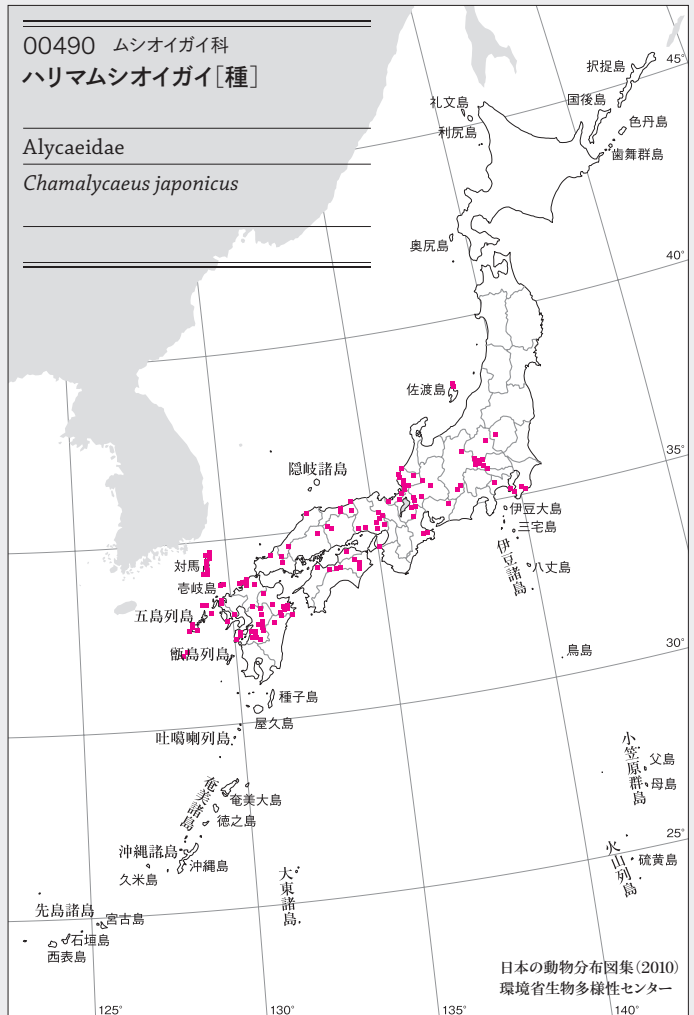 00490 ムシオイガイ科
ハリマムシオイガイ［種］
Alycaeidae
Chamalycaeus japonicus
択捉島
45°
礼文島
国後島
利尻島
色丹島
歯舞群島
奥尻島
40°
佐渡島
35°
隠岐諸島
伊豆大島
三宅島
伊豆諸島
八丈島
対馬
壱岐島
五島列島
甑島列島
鳥島
30°
種子島
屋久島
吐噶喇列島
小笠原群島
父島
母島
奄美諸島
奄美大島
徳之島
25°
沖縄諸島
沖縄島
久米島
火山列島
硫黄島
大東諸島
先島諸島
宮古島
石垣島
西表島
日本の動物分布図集（2010）
環境省生物多様性センター
125°
130°
135°
140°